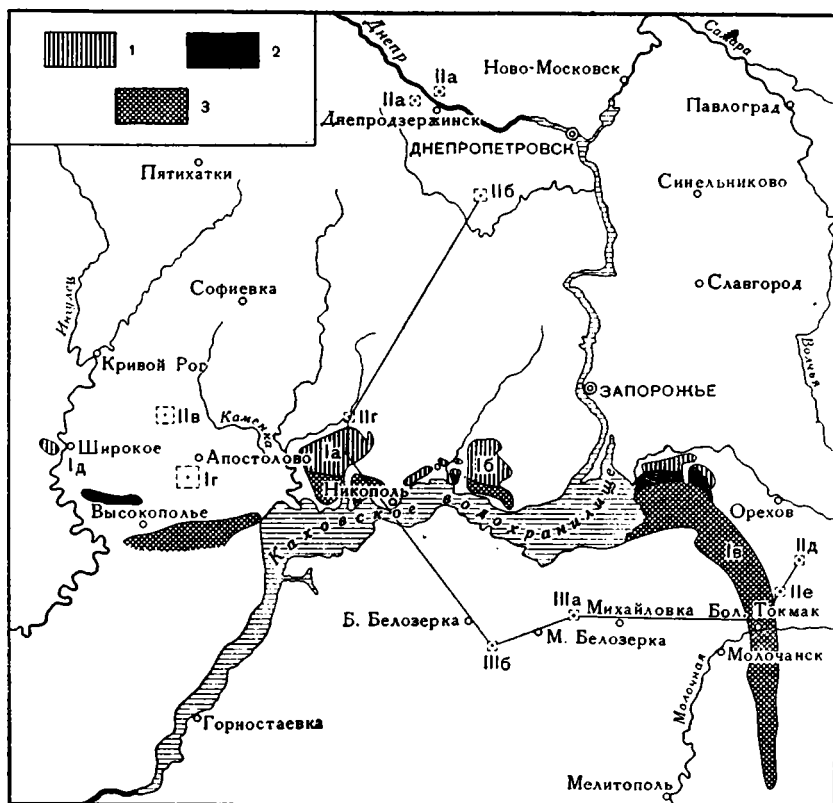 1
2
3
Днепр
Самара
IIа
IIа
Ново-Московск
Днепродзержинск
Павлоград
ДНЕПРОПЕТРОВСК
Пятихатки
IIб
Синельниково
Софиевка
Славгород
Ингулец
Волчья
Кривой Рог
ЗАПОРОЖЬЕ
IIв
Каменка
IIг
Широкое
Iд
Апостолово
Iа
Iб
Iг
Никополь
Высокополье
Каховское водохранилище
Орехов
Iв
IIд
IIе
IIIа
Михайловка
Бол. Токмак
Б. Белозерка
М. Белозерка
IIIб
Молочанск
Молочная
Горностаевка
Мелитополь